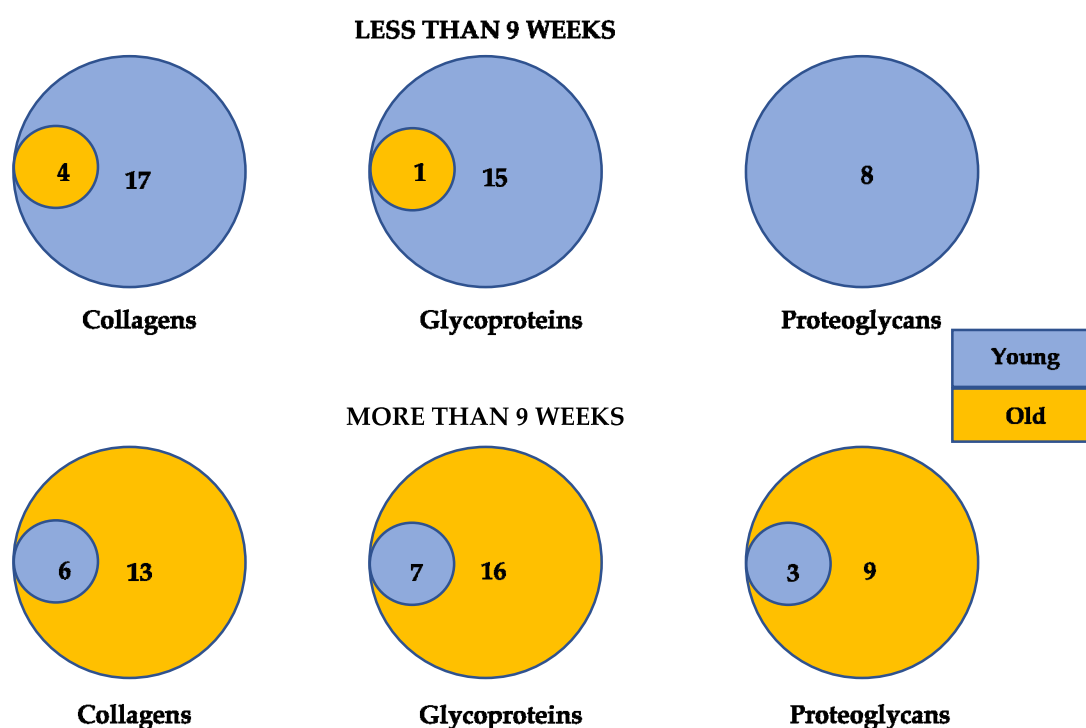 LESS THAN 9 WEEKS
4 17
1 15
8
Collagens
Glycoproteins
Proteoglycans
Young
Old
MORE THAN 9 WEEKS
6 13
7 16
3 9
Collagens
Glycoproteins
Proteoglycans